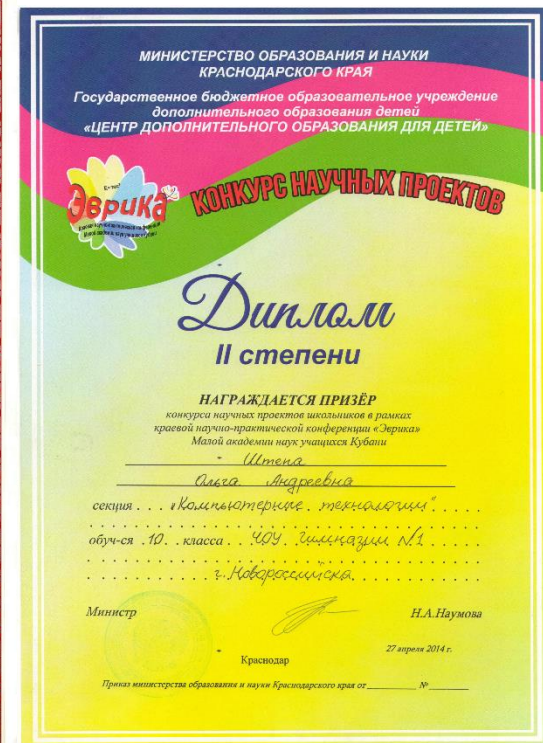 МИНИСТЕРСТВО ОБРАЗОВАНИЯ И НАУКИ
КРАСНОДАРСКОГО КРАЯ
Государственное бюджетное образовательное учреждение
дополнительного образования детей
«ЦЕНТР ДОПОЛНИТЕЛЬНОГО ОБРАЗОВАНИЯ ДЛЯ ДЕТЕЙ»
Эврика
КОНКУРС НАУЧНЫХ ПРОЕКТОВ
Диплом
II степени
НАГРАЖДАЕТСЯ ПРИЗЁР
конкурса научных проектов школьников в рамках
краевой научно-практической конференции «Эврика»
Малой академии наук учащихся Кубани
Штепа
Ольга Андреевна
секция . . . „Компьютерные технологии"
обуч-ся . 10 . . класса . . ЧОУ . Гимназии №1
г. Новороссийска
Министр Н.А.Наумова
Краснодар 27 апреля 2014 г.
Приказ министерства образования и науки Краснодарского края от __________ № ________